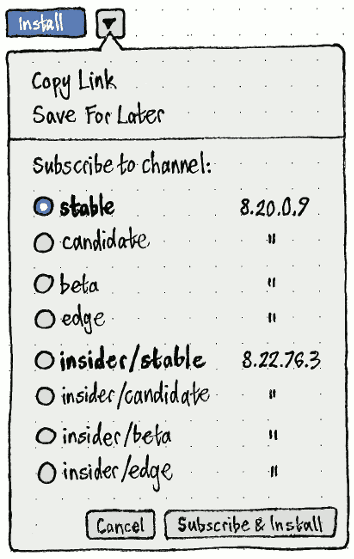 Install
Copy Link
Save For Later
Subscribe to channel:
stable 8.20.0.9
candidate "
beta "
edge "
insider/stable 8.22.76.3
insider/candidate "
insider/beta "
insider/edge "
Cancel Subscribe & Install